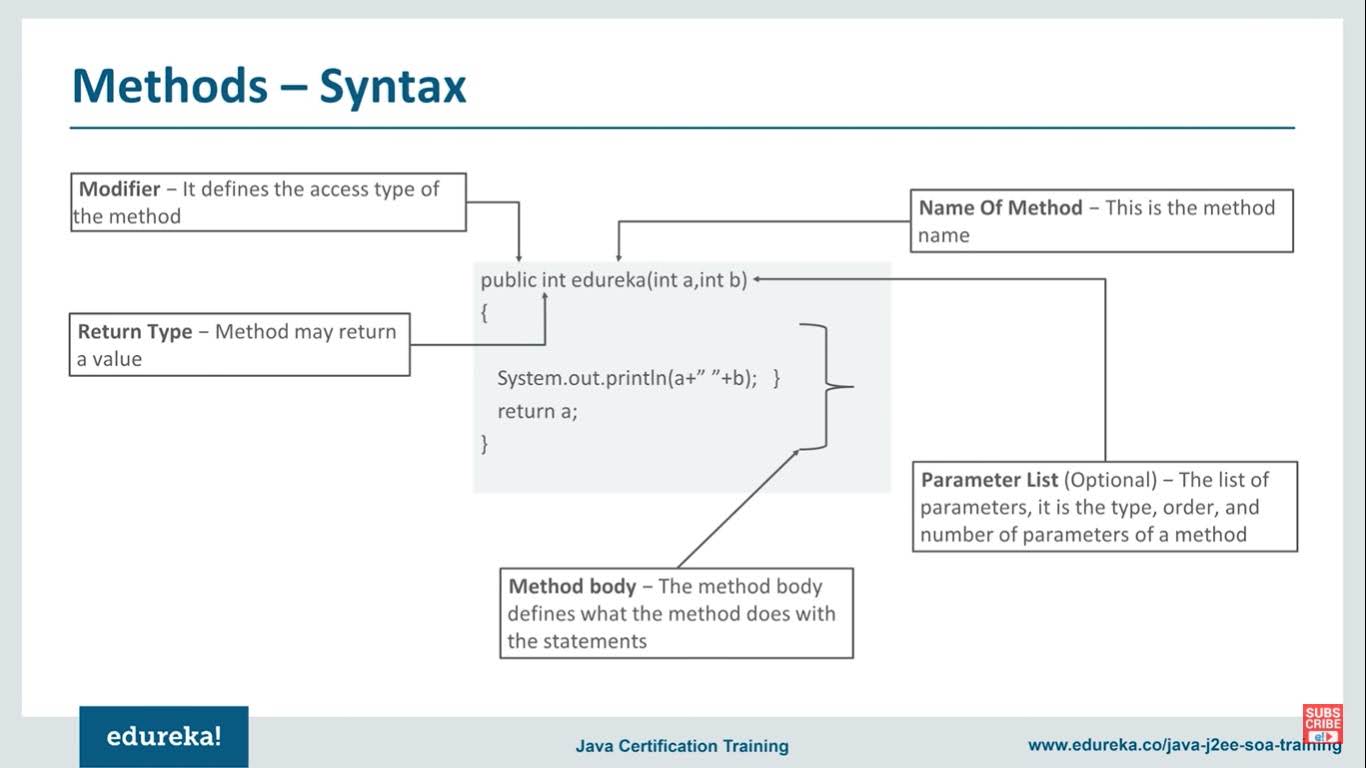 Methods – Syntax
Modifier – It defines the access type of
the method
Name Of Method – This is the method
name
public int edureka(int a,int b)
{
Return Type – Method may return
a value
System.out.println(a+” ”+b); }
return a;
}
Parameter List (Optional) – The list of
parameters, it is the type, order, and
number of parameters of a method
Method body – The method body
defines what the method does with
the statements
edureka!
Java Certification Training
www.edureka.co/java-j2ee-soa-training
SUBS
CRIBE
e!